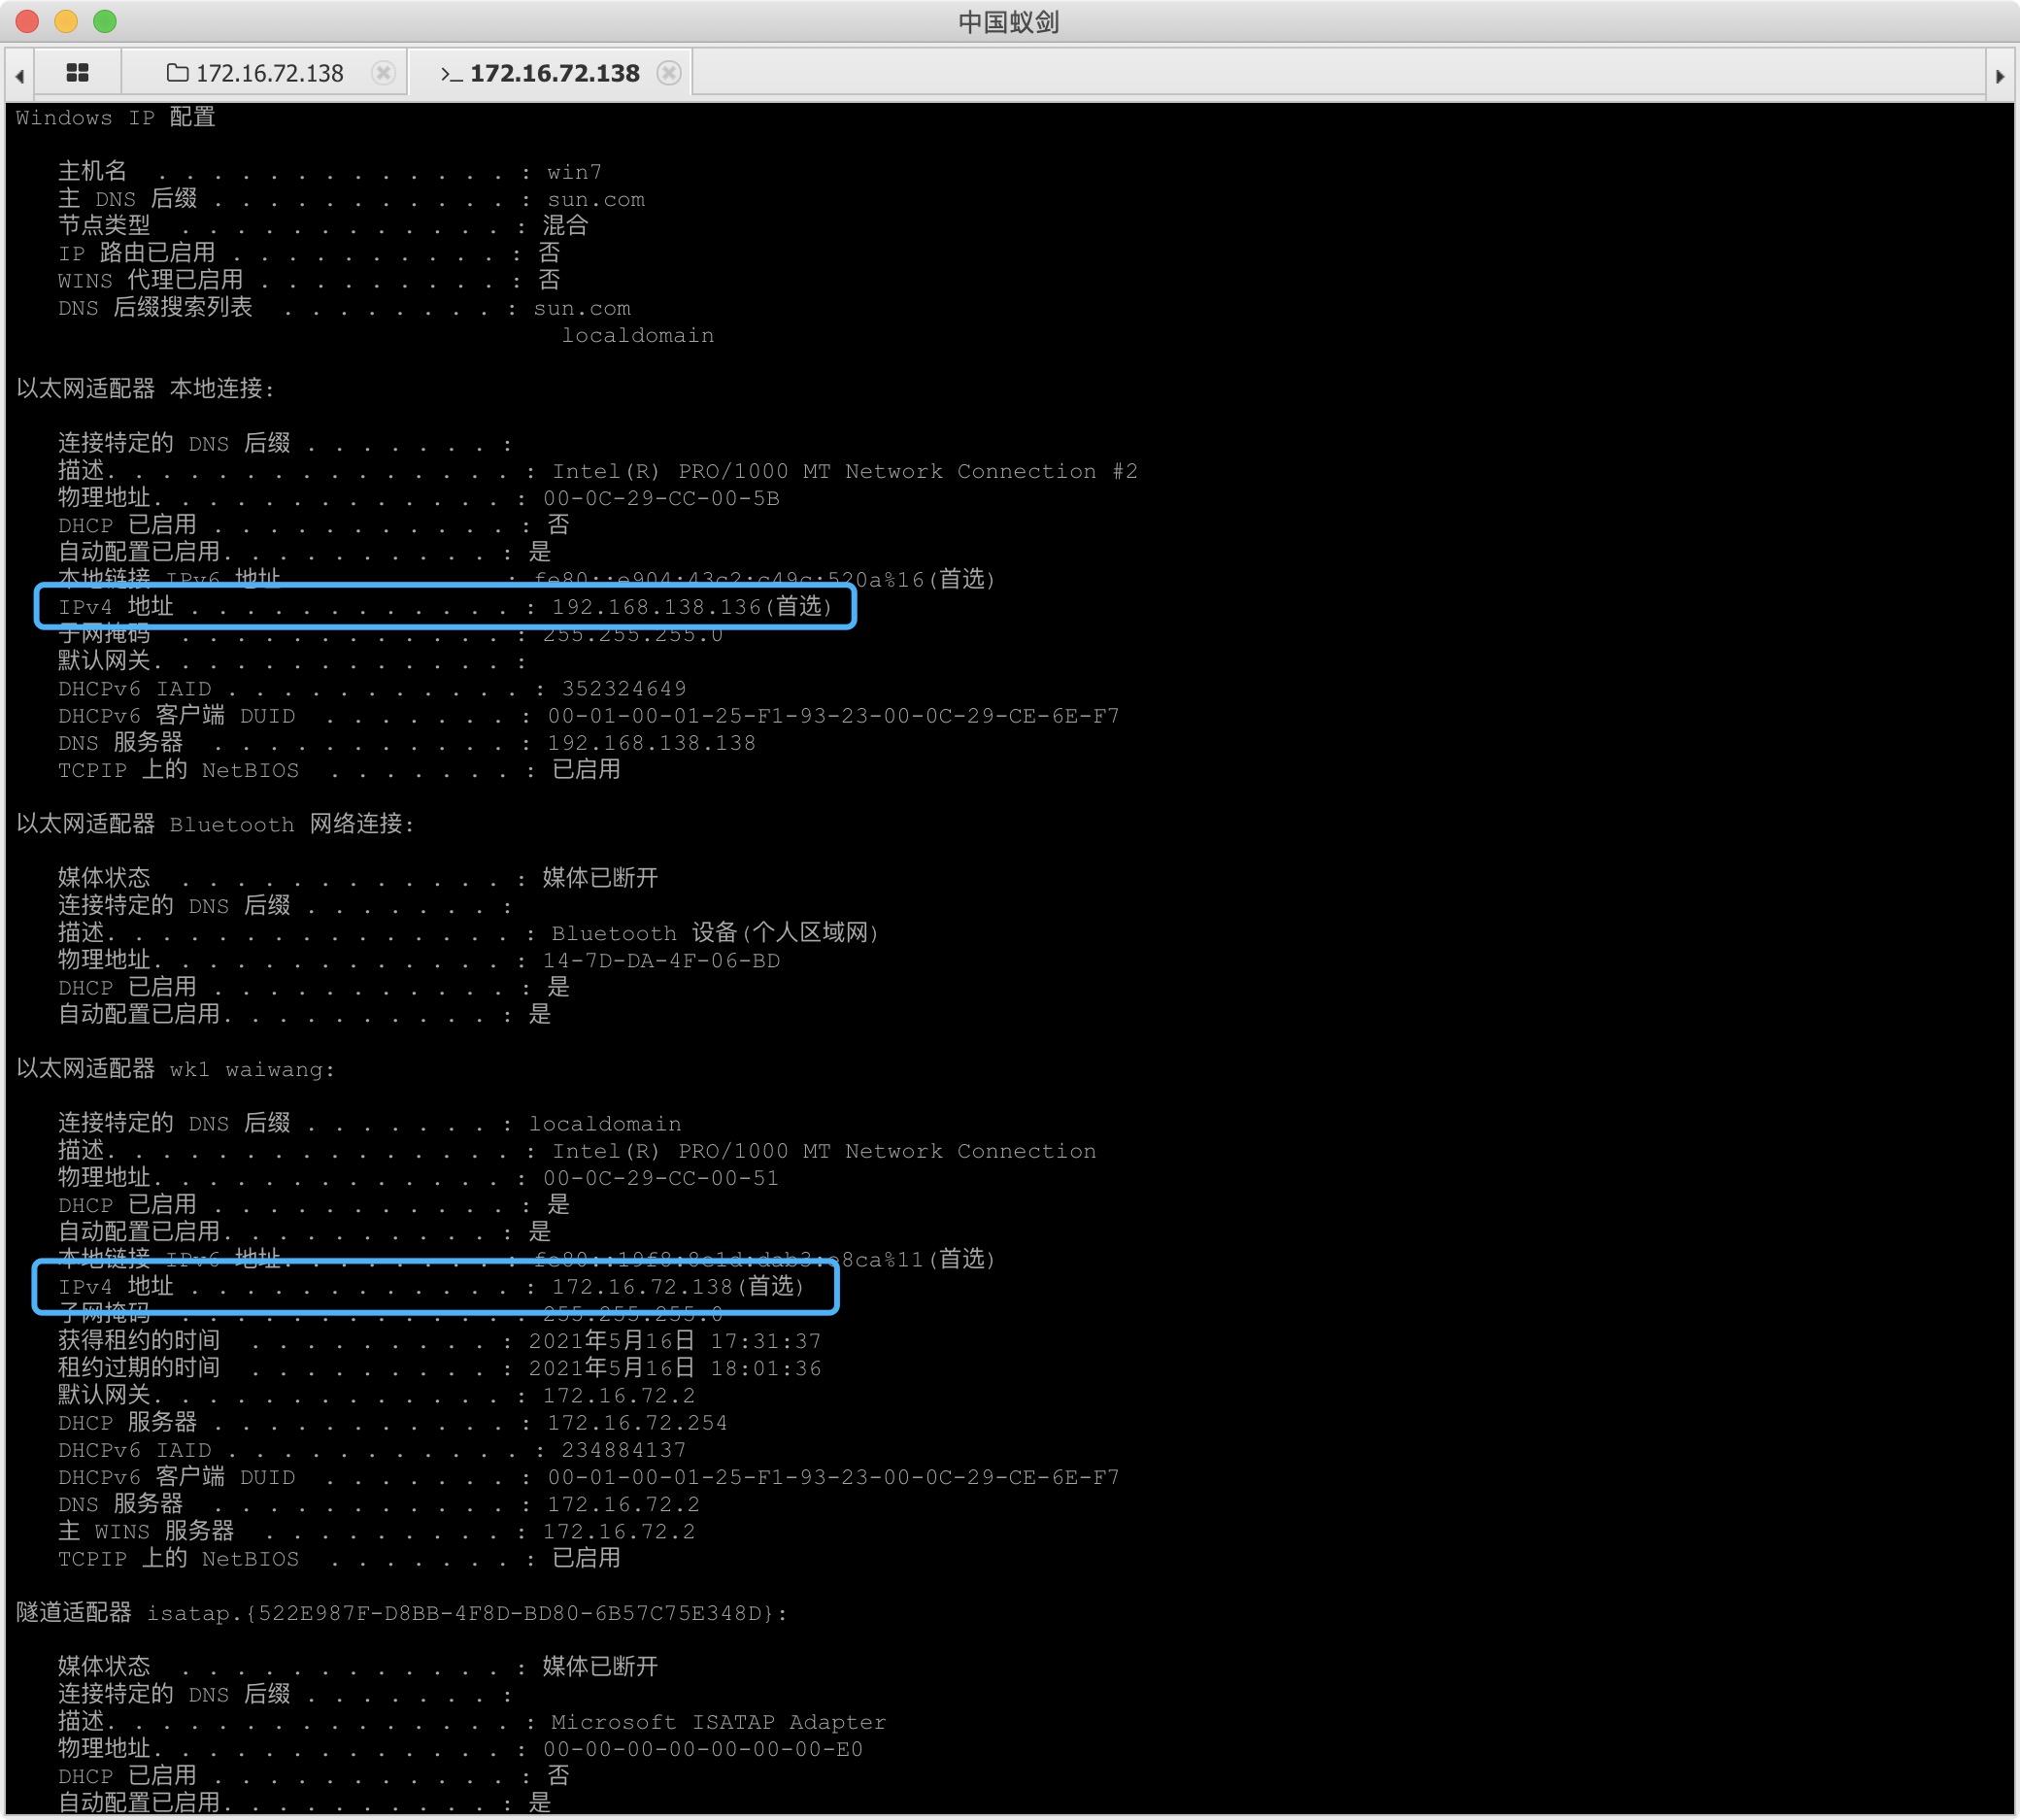 中国蚁剑
172.16.72.138
>_ 172.16.72.138
Windows IP 配置
主机名 . . . . . . . . . . . . . . : win7
主 DNS 后缀 . . . . . . . . . . . . : sun.com
节点类型 . . . . . . . . . . . . . : 混合
IP 路由已启用 . . . . . . . . . . . : 否
WINS 代理已启用 . . . . . . . . . . : 否
DNS 后缀搜索列表 . . . . . . . . . : sun.com
localdomain
以太网适配器 本地连接:
连接特定的 DNS 后缀 . . . . . . . :
描述. . . . . . . . . . . . . . . . : Intel(R) PRO/1000 MT Network Connection #2
物理地址. . . . . . . . . . . . . . : 00-0C-29-CC-00-5B
DHCP 已启用 . . . . . . . . . . . . : 否
自动配置已启用. . . . . . . . . . . : 是
本地链接 IPv6 地址. . . . . . . . . : fe80::e904:43c2:c49c:520a%16(首选)
IPv4 地址 . . . . . . . . . . . . . : 192.168.138.136(首选)
子网掩码 . . . . . . . . . . . . . : 255.255.255.0
默认网关. . . . . . . . . . . . . . :
DHCPv6 IAID . . . . . . . . . . . . : 352324649
DHCPv6 客户端 DUID . . . . . . . . : 00-01-00-01-25-F1-93-23-00-0C-29-CE-6E-F7
DNS 服务器 . . . . . . . . . . . . : 192.168.138.138
TCPIP 上的 NetBIOS . . . . . . . . : 已启用
以太网适配器 Bluetooth 网络连接:
媒体状态 . . . . . . . . . . . . . : 媒体已断开
连接特定的 DNS 后缀 . . . . . . . . :
描述. . . . . . . . . . . . . . . . : Bluetooth 设备(个人区域网)
物理地址. . . . . . . . . . . . . . : 14-7D-DA-4F-06-BD
DHCP 已启用 . . . . . . . . . . . . : 是
自动配置已启用. . . . . . . . . . . : 是
以太网适配器 wk1 waiwang:
连接特定的 DNS 后缀 . . . . . . . . : localdomain
描述. . . . . . . . . . . . . . . . : Intel(R) PRO/1000 MT Network Connection
物理地址. . . . . . . . . . . . . . : 00-0C-29-CC-00-51
DHCP 已启用 . . . . . . . . . . . . : 是
自动配置已启用. . . . . . . . . . . : 是
本地链接 IPv6 地址. . . . . . . . . : fe80::19f8:8e1d:dab3:e8ca%11(首选)
IPv4 地址 . . . . . . . . . . . . . : 172.16.72.138(首选)
子网掩码 . . . . . . . . . . . . . : 255.255.255.0
获得租约的时间 . . . . . . . . . . : 2021年5月16日 17:31:37
租约过期的时间 . . . . . . . . . . : 2021年5月16日 18:01:36
默认网关. . . . . . . . . . . . . . : 172.16.72.2
DHCP 服务器 . . . . . . . . . . . . : 172.16.72.254
DHCPv6 IAID . . . . . . . . . . . . : 234884137
DHCPv6 客户端 DUID . . . . . . . . : 00-01-00-01-25-F1-93-23-00-0C-29-CE-6E-F7
DNS 服务器 . . . . . . . . . . . . : 172.16.72.2
主 WINS 服务器 . . . . . . . . . . : 172.16.72.2
TCPIP 上的 NetBIOS . . . . . . . . : 已启用
隧道适配器 isatap.{522E987F-D8BB-4F8D-BD80-6B57C75E348D}:
媒体状态 . . . . . . . . . . . . . : 媒体已断开
连接特定的 DNS 后缀 . . . . . . . . :
描述. . . . . . . . . . . . . . . . : Microsoft ISATAP Adapter
物理地址. . . . . . . . . . . . . . : 00-00-00-00-00-00-00-E0
DHCP 已启用 . . . . . . . . . . . . : 否
自动配置已启用. . . . . . . . . . . : 是